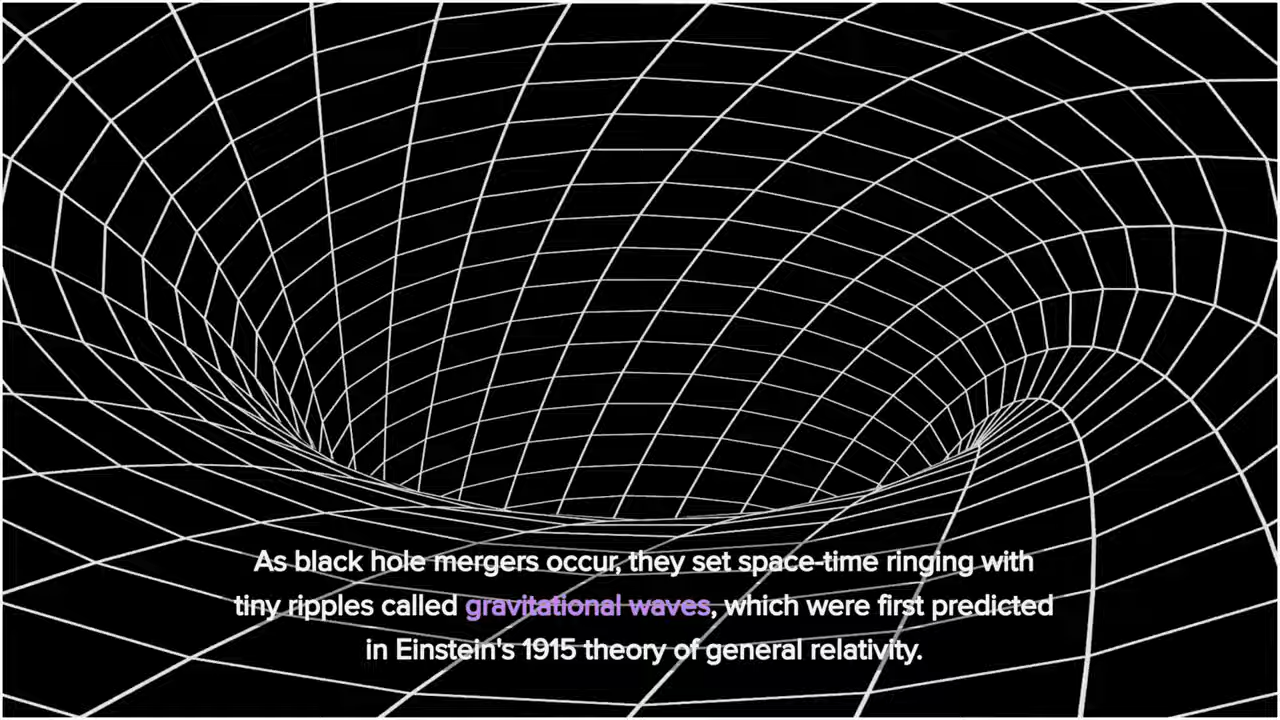 As black hole mergers occur, they set space-time ringing with
tiny ripples called gravitational waves, which were first predicted
in Einstein's 1915 theory of general relativity.